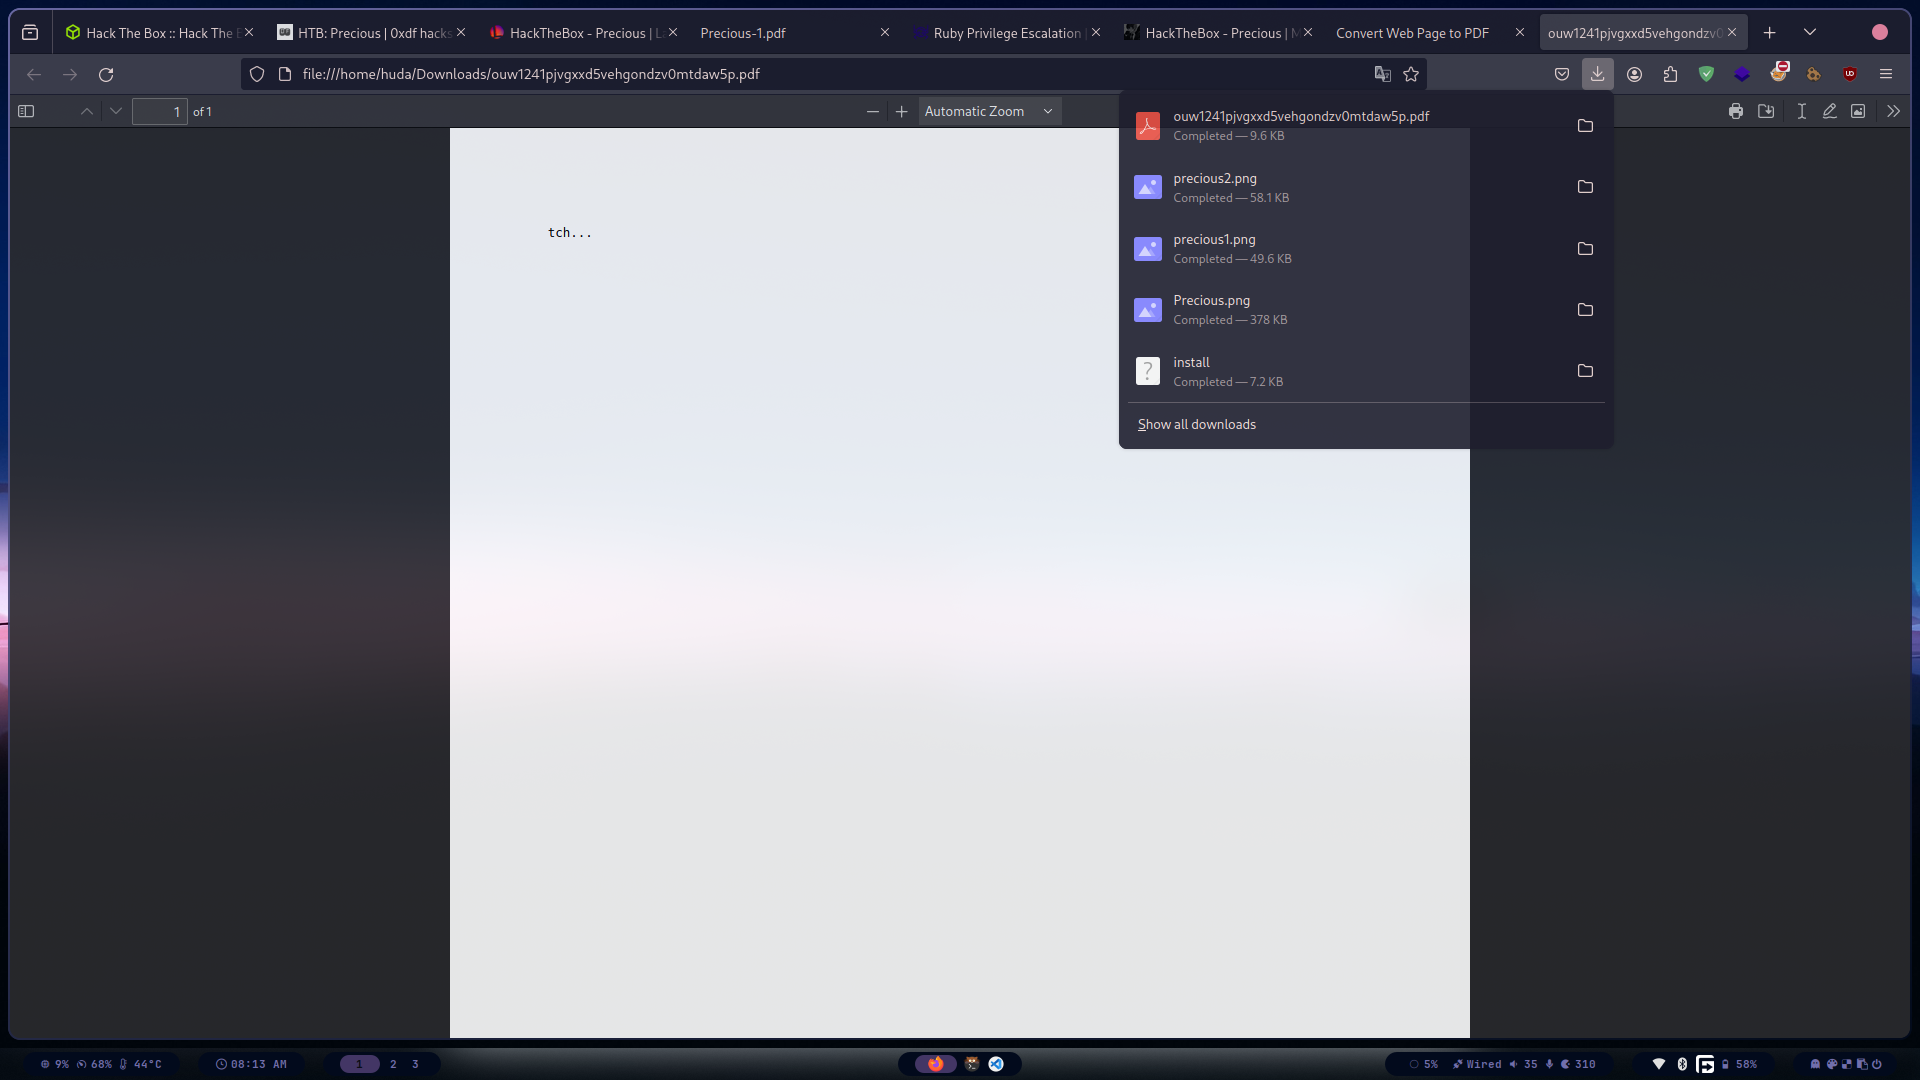 Hack The Box :: Hack The B
HTB: Precious | 0xdf hacks
HackTheBox - Precious | L
Precious-1.pdf
Ruby Privilege Escalation |
HackTheBox - Precious | M
Convert Web Page to PDF
ouw1241pjvgxxd5vehgondzv0
file:///home/huda/Downloads/ouw1241pjvgxxd5vehgondzv0mtdaw5p.pdf
1 of 1
Automatic Zoom
tch...
ouw1241pjvgxxd5vehgondzv0mtdaw5p.pdf
Completed — 9.6 KB
precious2.png
Completed — 58.1 KB
precious1.png
Completed — 49.6 KB
Precious.png
Completed — 378 KB
install
Completed — 7.2 KB
Show all downloads
9% 68% 44°C 08:13 AM 1 2 3 5% Wired 35 310 58%